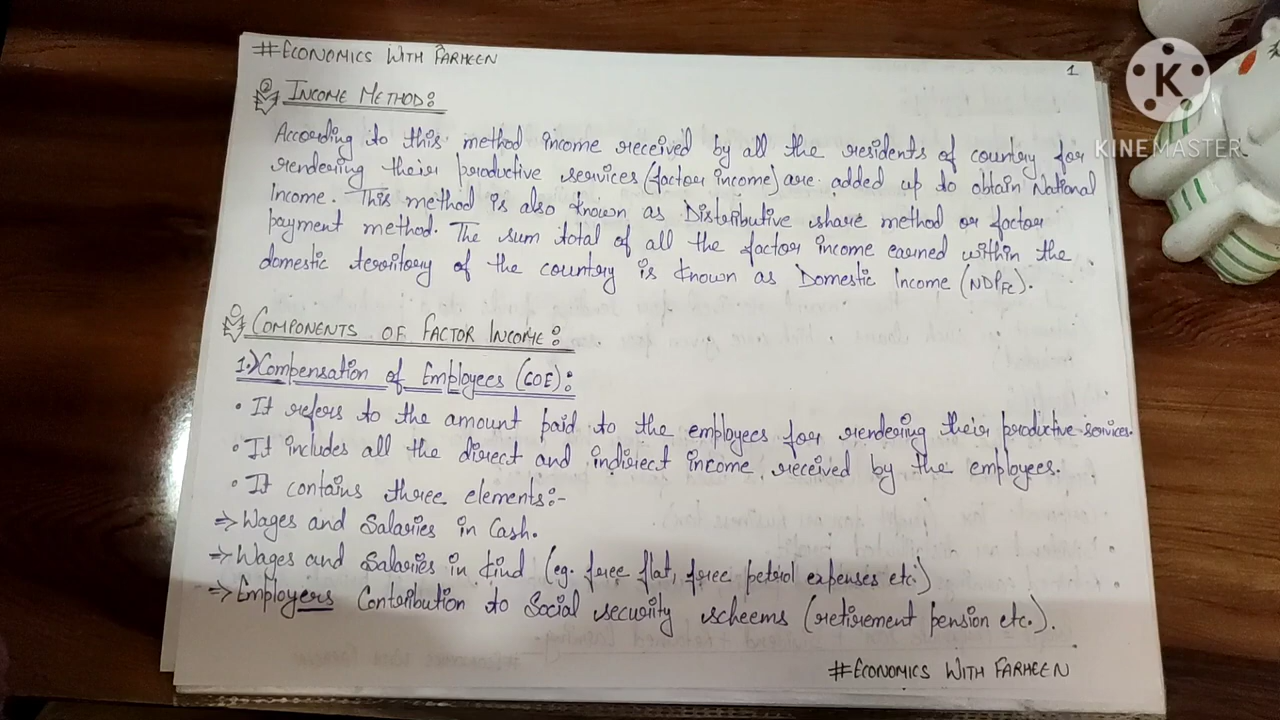 #ECONOMICS WITH FARHEEN
1
② INCOME METHOD:
According to this method income received by all the residents of country for
rendering their productive services (factor income) are added up to obtain National
Income. This method is also known as Distributive share method or factor
payment method. The sum total of all the factor income earned within the
domestic territory of the country is known as Domestic Income (NDPFC).
COMPONENTS OF FACTOR INCOME:
1.) Compensation of Employees (COE):
• It refers to the amount paid to the employees for rendering their productive services.
• It includes all the direct and indirect income received by the employees.
• It contains three elements:-
⇒ Wages and Salaries in Cash.
⇒ Wages and Salaries in kind (eg. free flat, free petrol expenses etc.)
⇒ Employers Contribution to Social security scheems (retirement pension etc.).
#ECONOMICS WITH FARHEEN
K
KINEMASTER